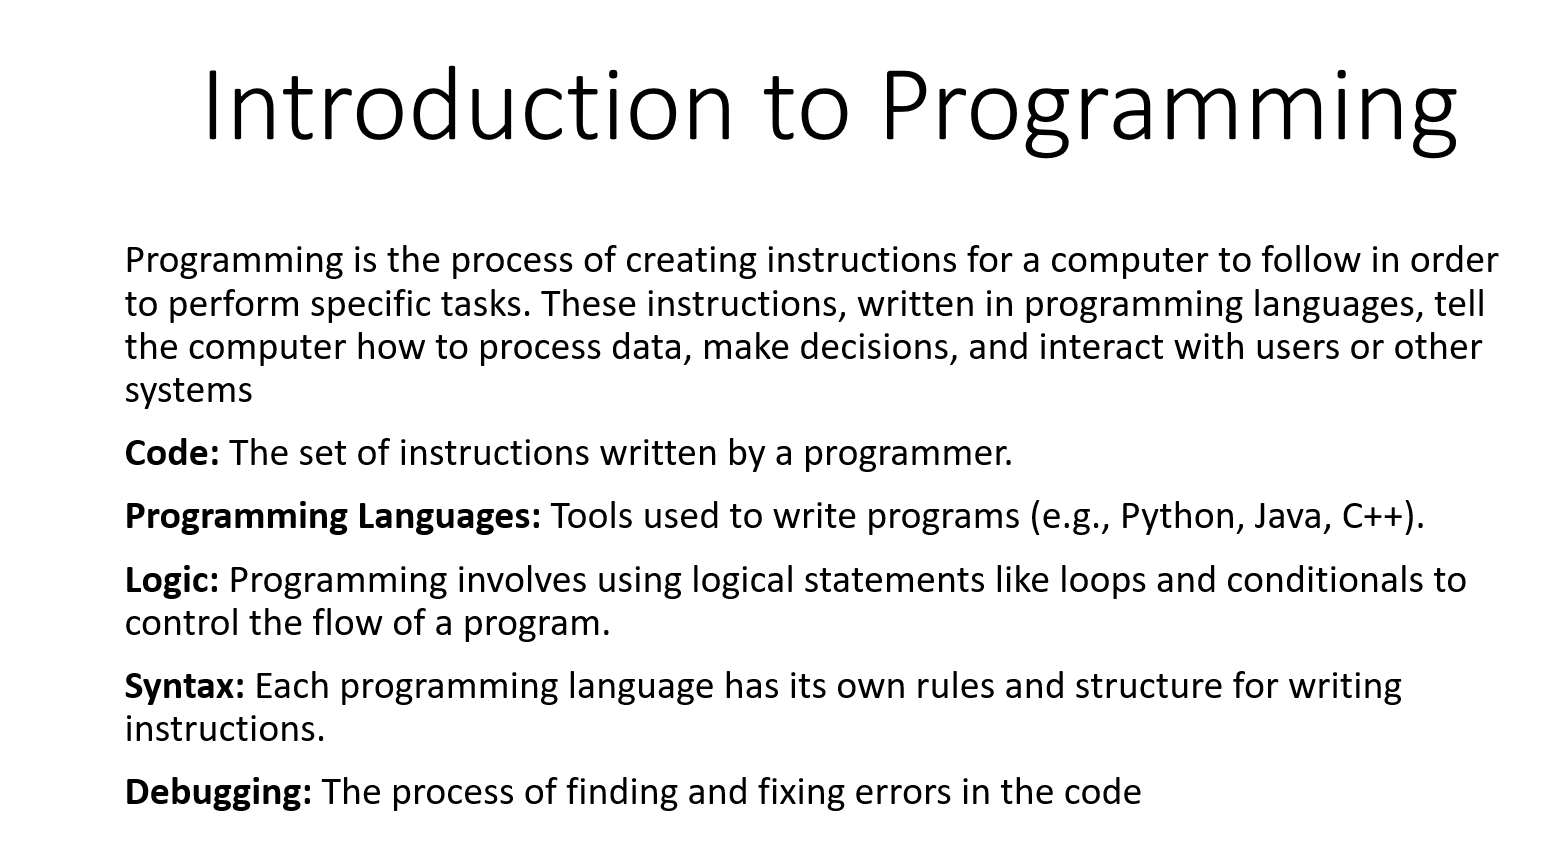 Introduction to Programming
Programming is the process of creating instructions for a computer to follow in order
to perform specific tasks. These instructions, written in programming languages, tell
the computer how to process data, make decisions, and interact with users or other
systems
Code: The set of instructions written by a programmer.
Programming Languages: Tools used to write programs (e.g., Python, Java, C++).
Logic: Programming involves using logical statements like loops and conditionals to
control the flow of a program.
Syntax: Each programming language has its own rules and structure for writing
instructions.
Debugging: The process of finding and fixing errors in the code